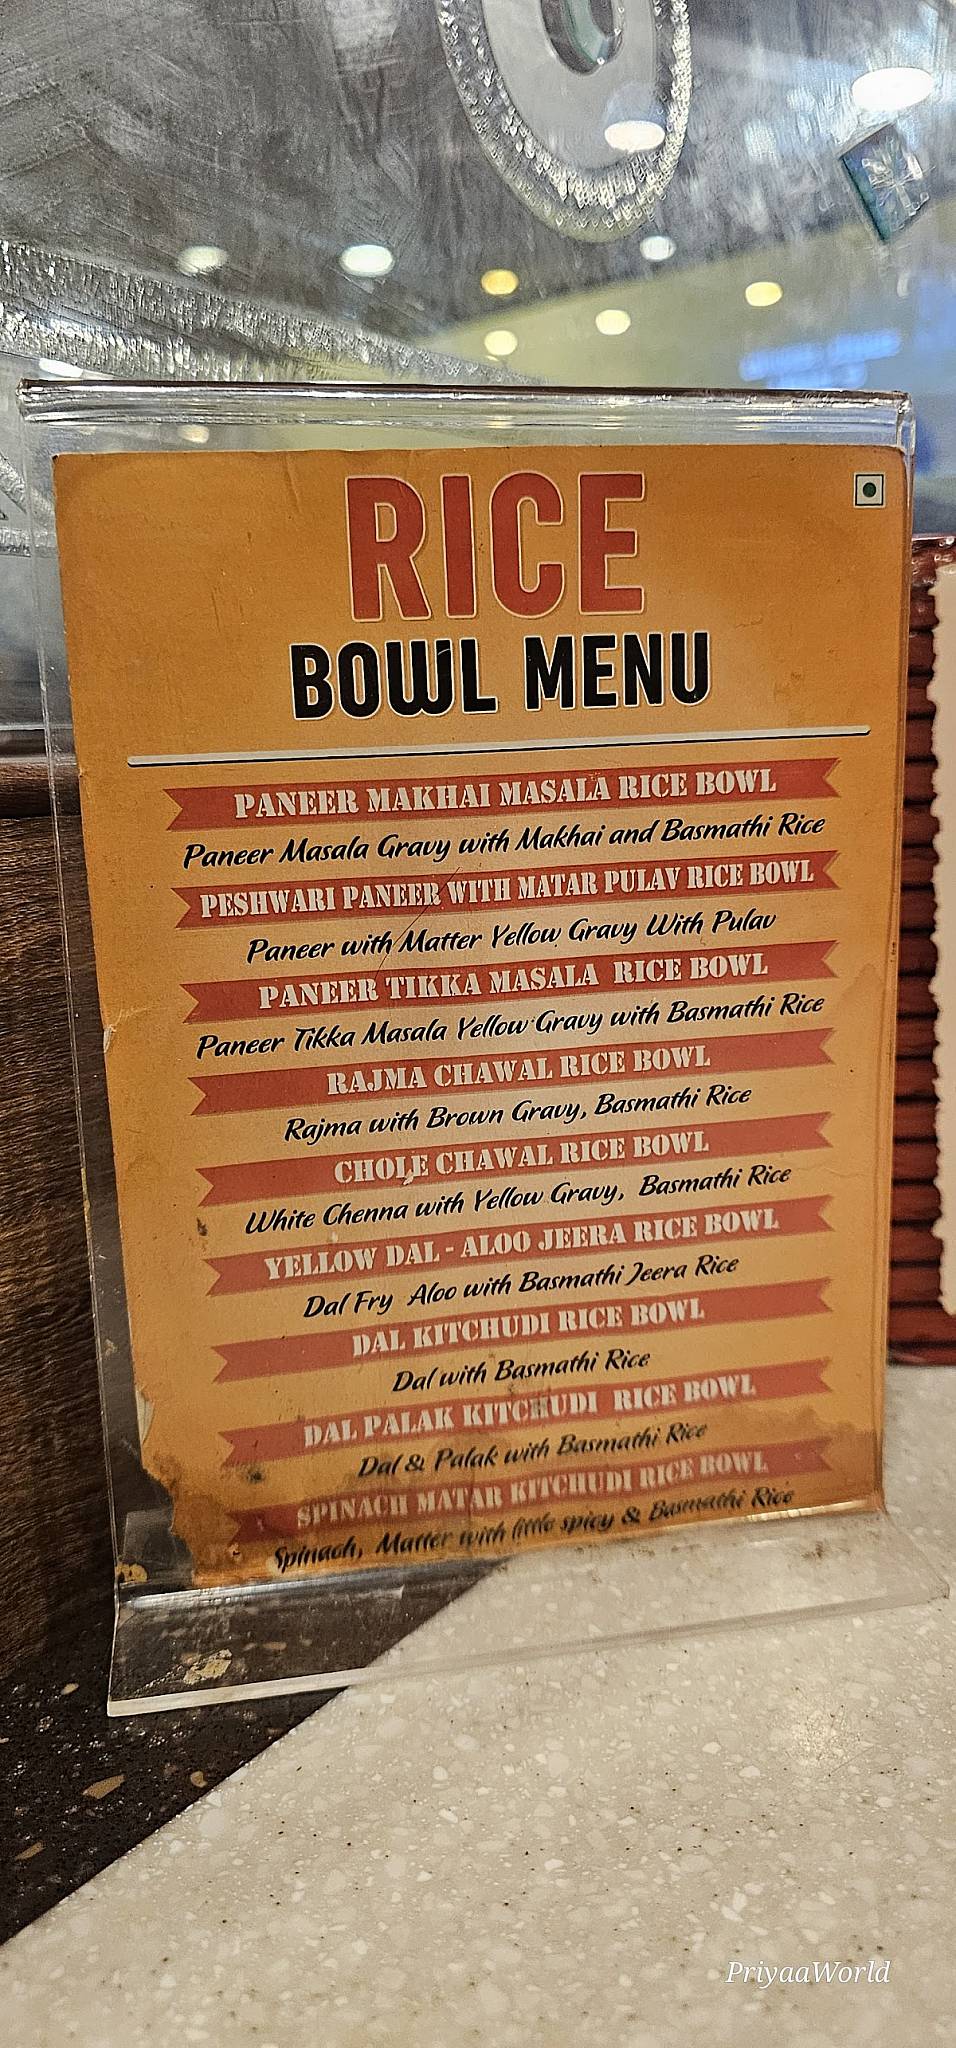 RICE
BOWL MENU
PANEER MAKHAI MASALA RICE BOWL
Paneer Masala Gravy with Makhai and Basmathi Rice
PESHWARI PANEER WITH MATAR PULAV RICE BOWL
Paneer with Matter Yellow Gravy With Pulav
PANEER TIKKA MASALA RICE BOWL
Paneer Tikka Masala Yellow Gravy with Basmathi Rice
RAJMA CHAWAL RICE BOWL
Rajma with Brown Gravy, Basmathi Rice
CHOLE CHAWAL RICE BOWL
White Chenna with Yellow Gravy, Basmathi Rice
YELLOW DAL - ALOO JEERA RICE BOWL
Dal Fry Aloo with Basmathi Jeera Rice
DAL KITCHUDI RICE BOWL
Dal with Basmathi Rice
DAL PALAK KITCHUDI RICE BOWL
Dal & Palak with Basmathi Rice
SPINACH MATAR KITCHUDI RICE BOWL
Spinach, Matter with little spicy & Basmathi Rice
PriyaaWorld